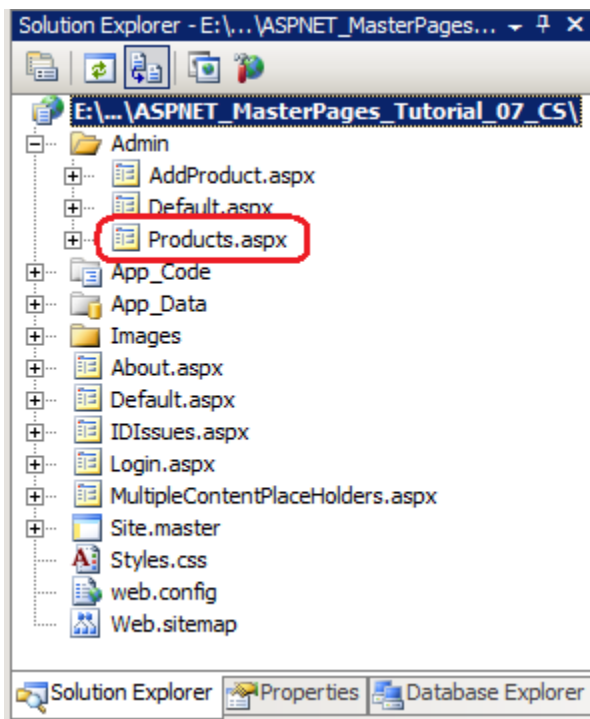 Solution Explorer - E:\...\ASPNET_MasterPages...
E:\...\ASPNET_MasterPages_Tutorial_07_CS\
Admin
AddProduct.aspx
Default.aspx
Products.aspx
App_Code
App_Data
Images
About.aspx
Default.aspx
IDIssues.aspx
Login.aspx
MultipleContentPlaceHolders.aspx
Site.master
Styles.css
web.config
Web.sitemap
Solution Explorer Properties Database Explorer